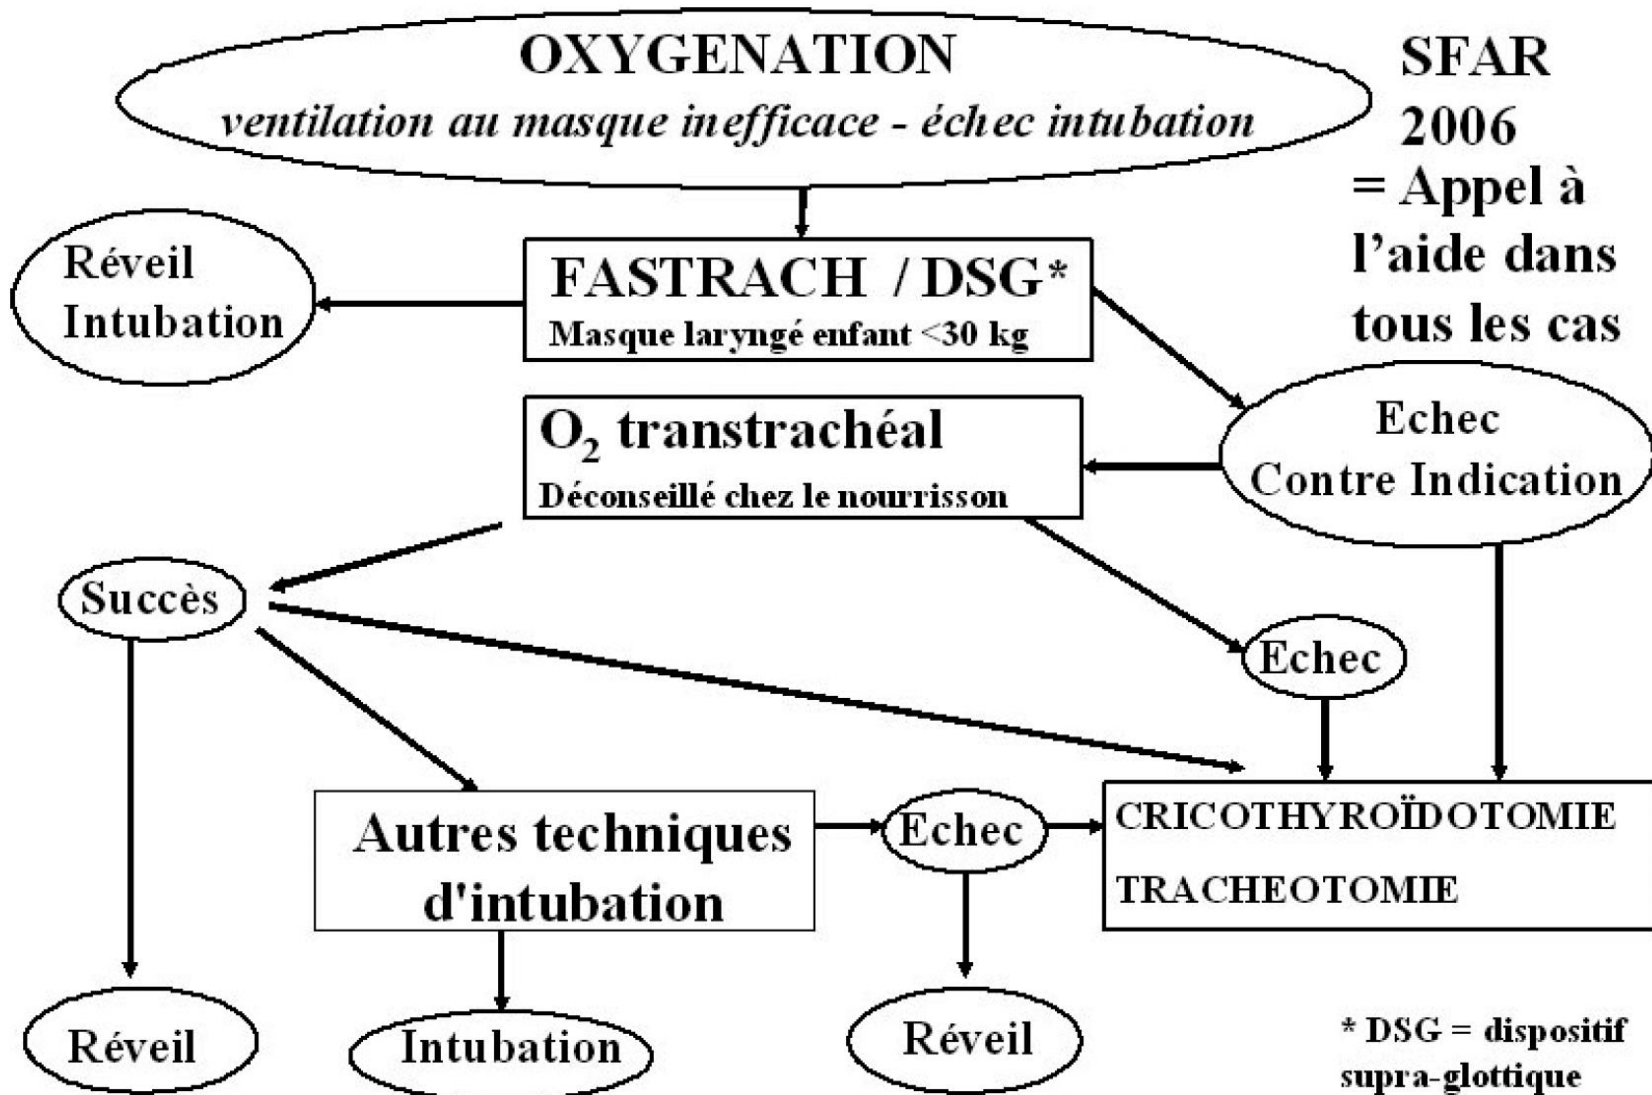 OXYGENATION
ventilation au masque inefficace - échec intubation
SFAR
2006
= Appel à
l'aide dans
tous les cas
Réveil
Intubation
FASTRACH / DSG*
Masque laryngé enfant <30 kg
O₂ transtrachéal
Déconseillé chez le nourrisson
Echec
Contre Indication
Succès
Echec
Autres techniques
d'intubation
Echec
CRICOTHYROÏDOTOMIE
TRACHEOTOMIE
Réveil
Intubation
Réveil
* DSG = dispositif
supra-glottique